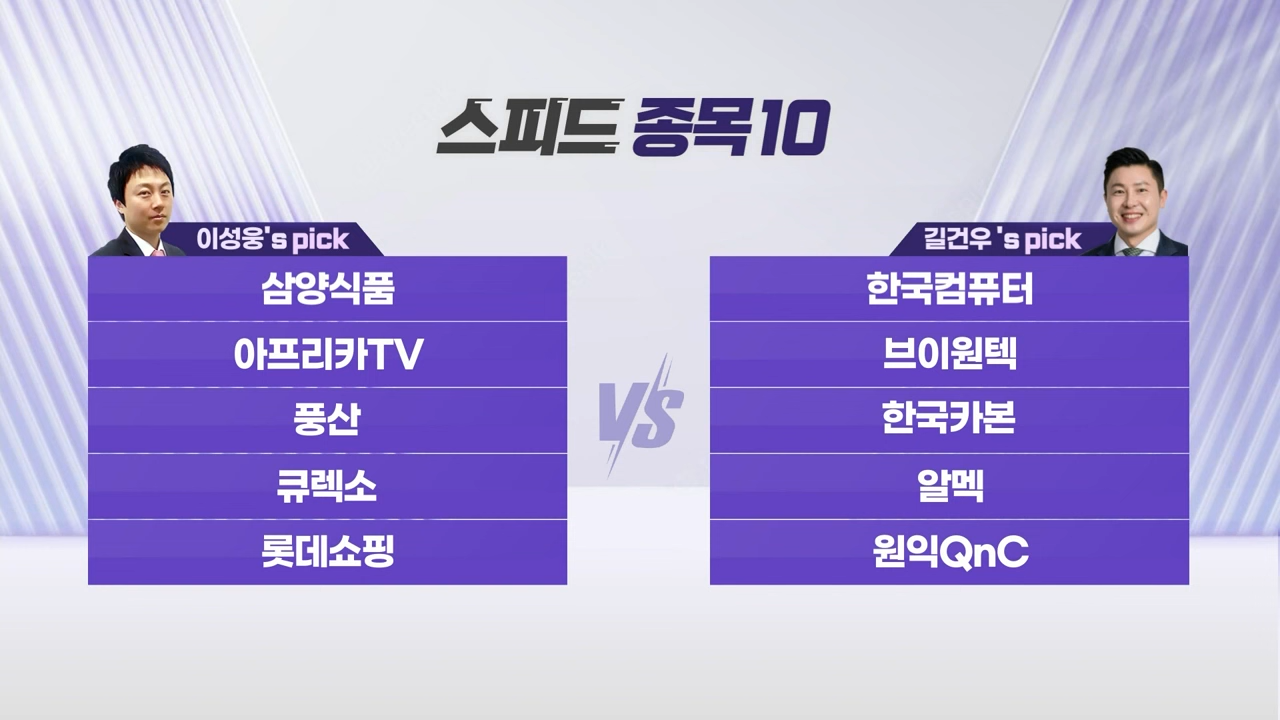 스피드 종목10
이성웅's pick
삼양식품
아프리카TV
풍산
큐렉소
롯데쇼핑
VS
길건우 's pick
한국컴퓨터
브이원텍
한국카본
알멕
원익QnC